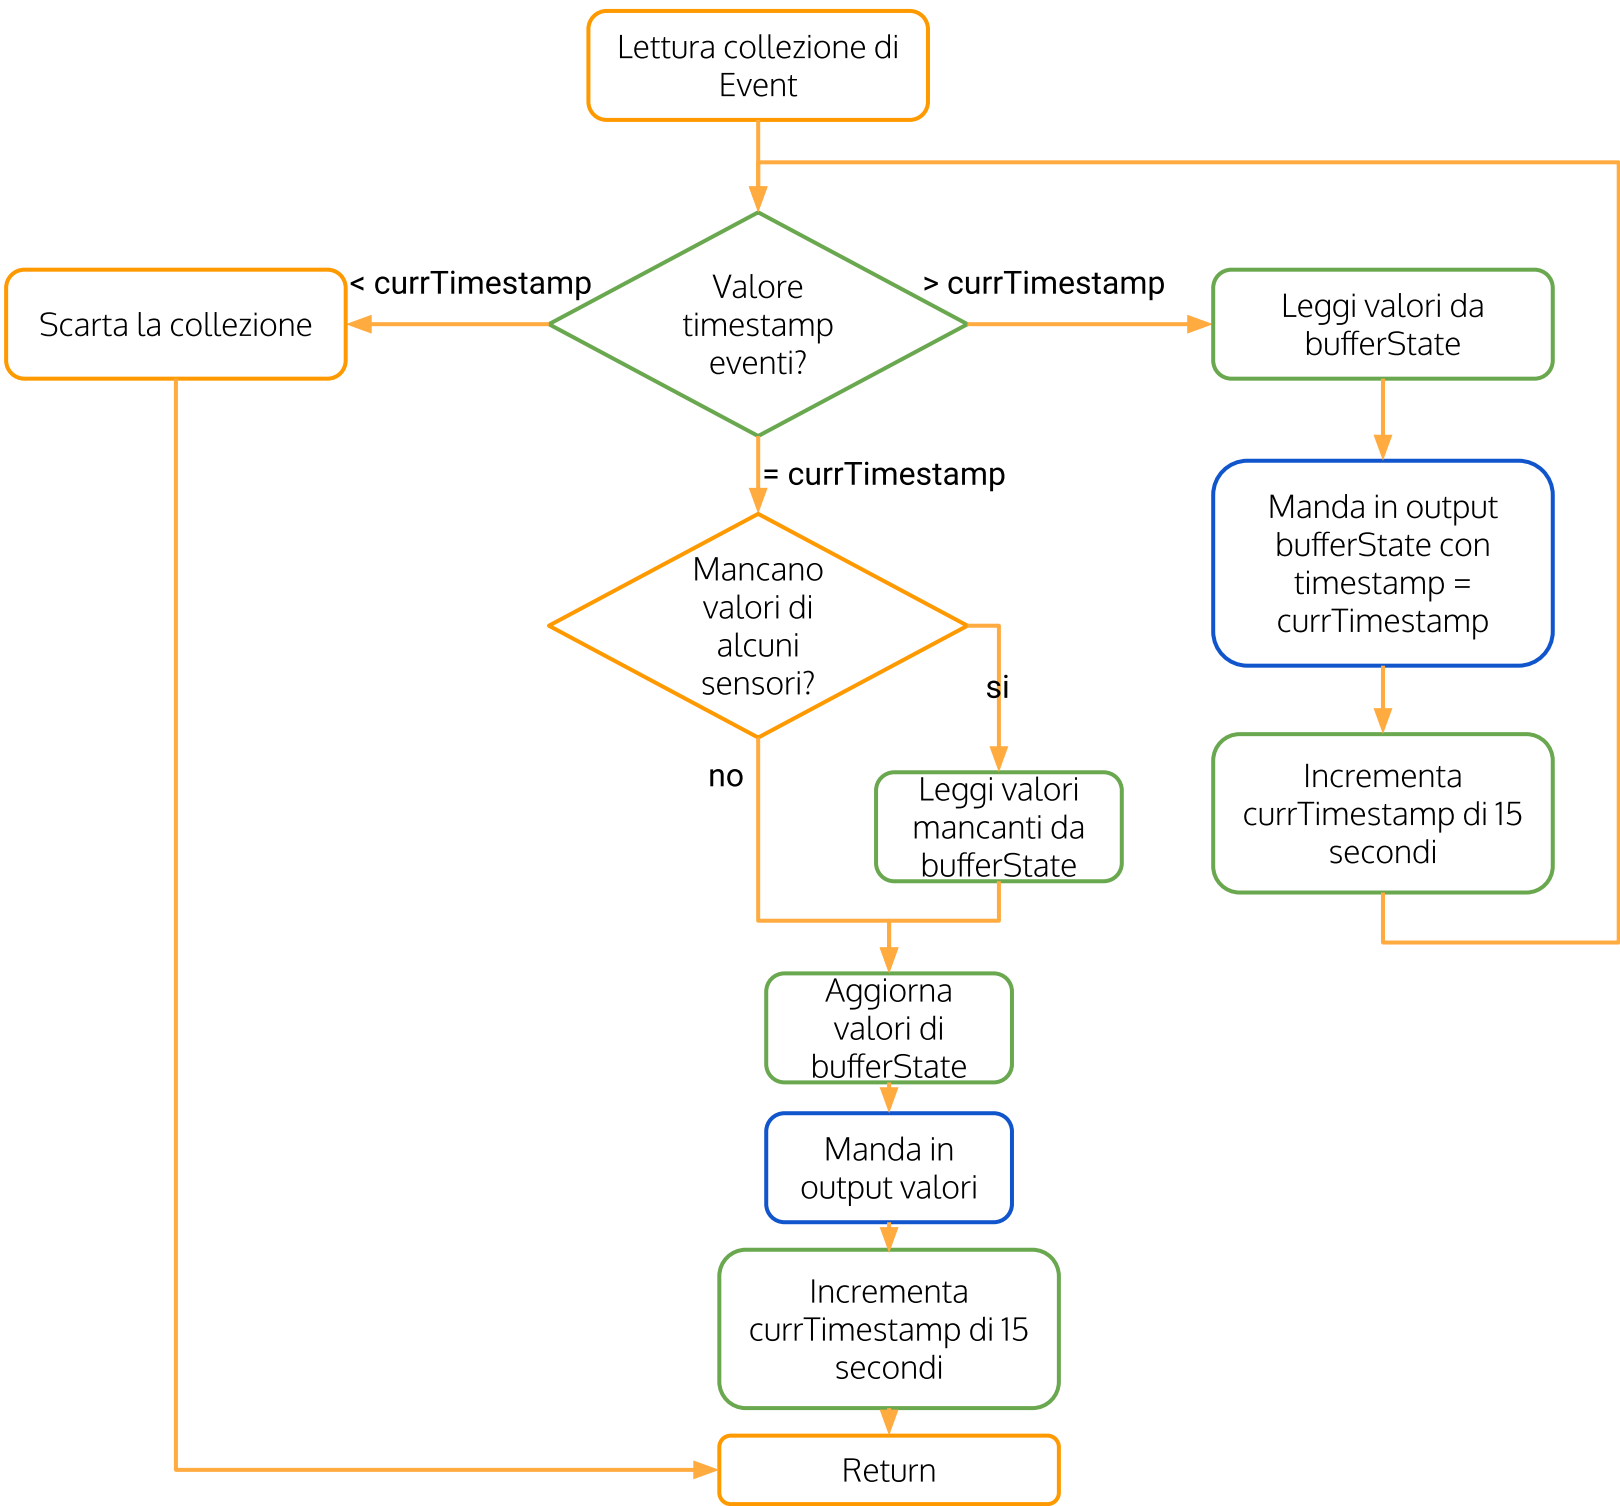 Lettura collezione di
Event
< currTimestamp
Valore
timestamp
eventi?
> currTimestamp
Scarta la collezione
Leggi valori da
bufferState
= currTimestamp
Manda in output
bufferState con
timestamp =
currTimestamp
Mancano
valori di
alcuni
sensori?
si
no
Leggi valori
mancanti da
bufferState
Incrementa
currTimestamp di 15
secondi
Aggiorna
valori di
bufferState
Manda in
output valori
Incrementa
currTimestamp di 15
secondi
Return